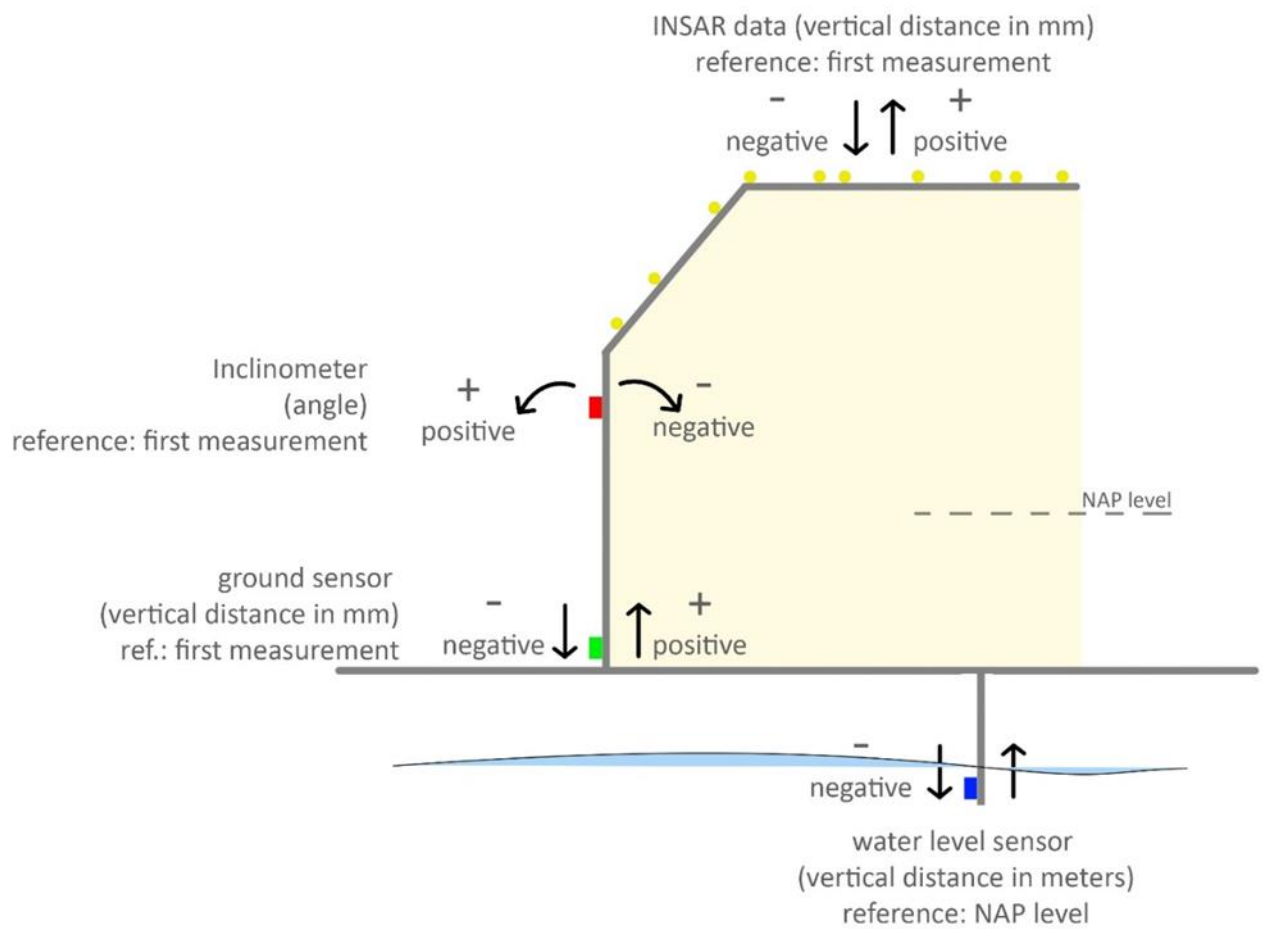 INSAR data (vertical distance in mm)
reference: first measurement
- +
negative positive
Inclinometer
(angle)
reference: first measurement
+ -
positive negative
NAP level
ground sensor
(vertical distance in mm)
ref.: first measurement
- +
negative positive
-
negative
water level sensor
(vertical distance in meters)
reference: NAP level